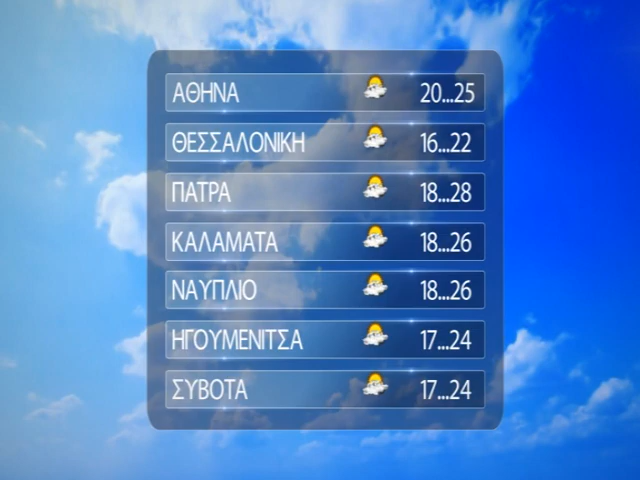 ΑΘΗΝΑ 20...25
ΘΕΣΣΑΛΟΝΙΚΗ 16...22
ΠΑΤΡΑ 18...28
ΚΑΛΑΜΑΤΑ 18...26
ΝΑΥΠΛΙΟ 18...26
ΗΓΟΥΜΕΝΙΤΣΑ 17...24
ΣΥΒΟΤΑ 17...24